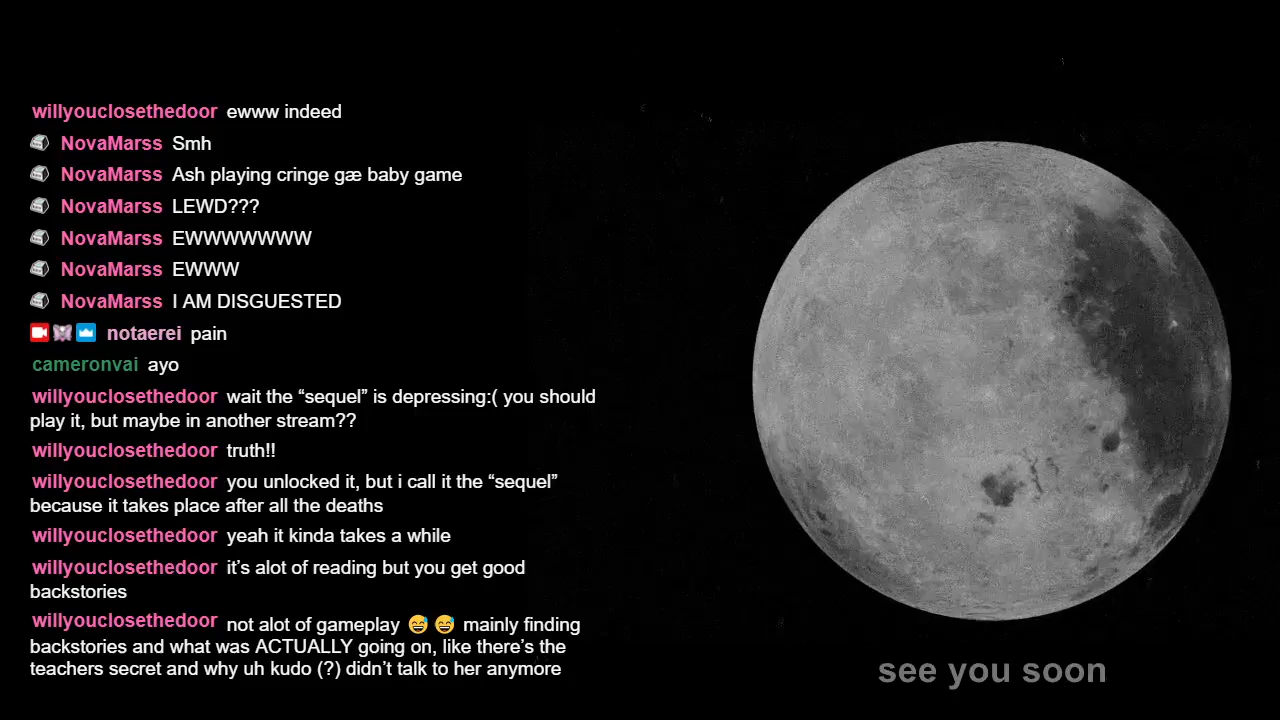 willyouclosethedoor ewww indeed
NovaMarss Smh
NovaMarss Ash playing cringe gæ baby game
NovaMarss LEWD???
NovaMarss EWWWWWWW
NovaMarss EWWW
NovaMarss I AM DISGUESTED
notaerei pain
cameronvai ayo
willyouclosethedoor wait the “sequel” is depressing:( you should
play it, but maybe in another stream??
willyouclosethedoor truth!!
willyouclosethedoor you unlocked it, but i call it the “sequel”
because it takes place after all the deaths
willyouclosethedoor yeah it kinda takes a while
willyouclosethedoor it’s alot of reading but you get good
backstories
willyouclosethedoor not alot of gameplay 😅 😅 mainly finding
backstories and what was ACTUALLY going on, like there’s the
teachers secret and why uh kudo (?) didn’t talk to her anymore
see you soon